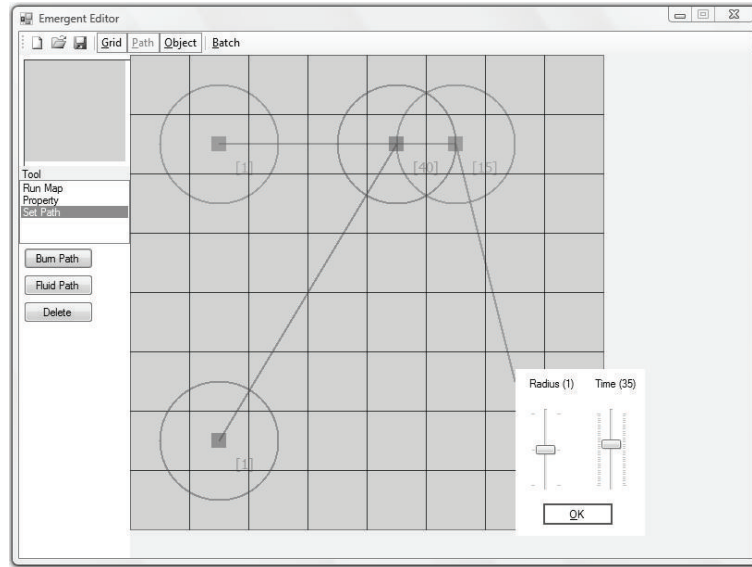 Emergent Editor
Grid Path Object Batch
[1] [40] [15]
Tool
Run Map
Property
Set Path
Burn Path
Fluid Path
Delete
Radius (1) Time (35)
[1]
OK